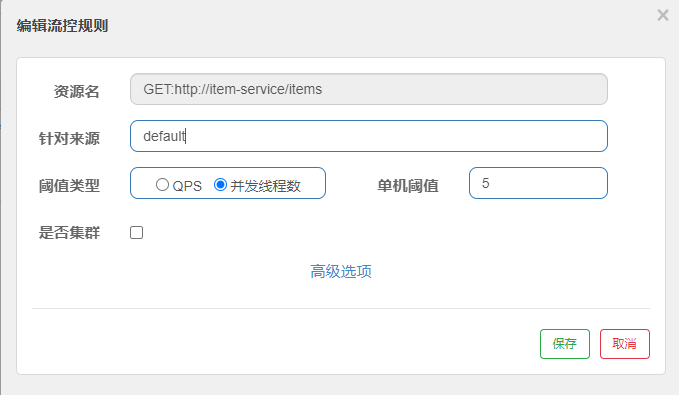 编辑流控规则 ×
资源名 GET:http://item-service/items
针对来源 default
阈值类型 QPS 并发线程数 单机阈值 5
是否集群
高级选项
保存 取消